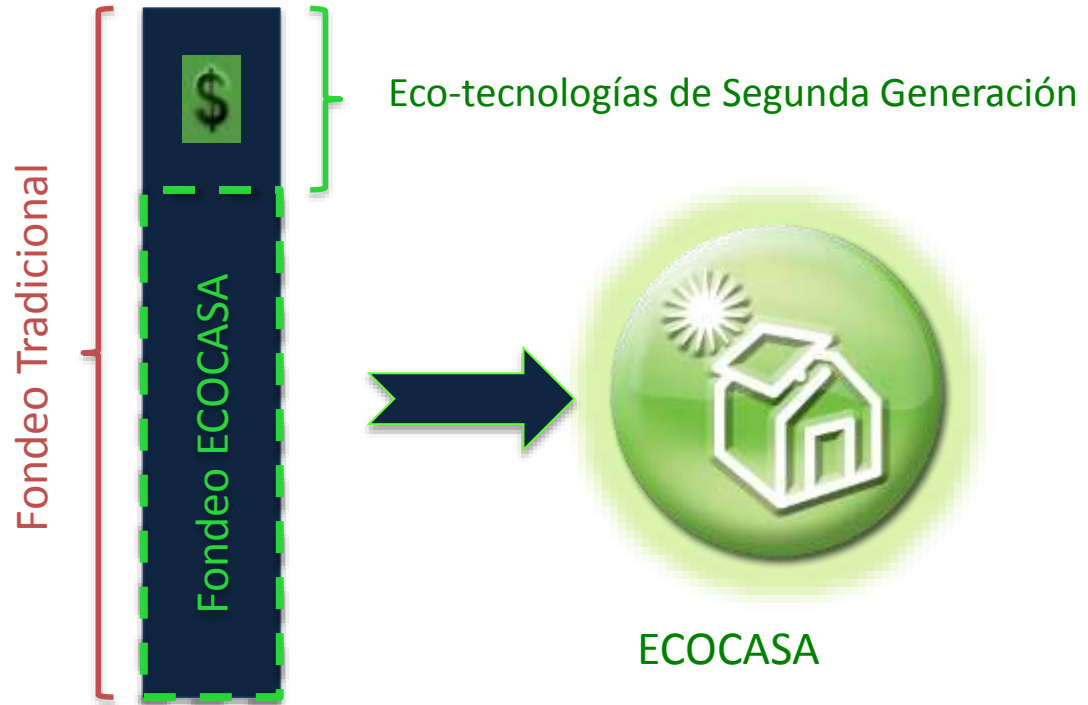 Fondeo Tradicional
$
Eco-tecnologías de Segunda Generación
Fondeo ECOCASA
ECOCASA